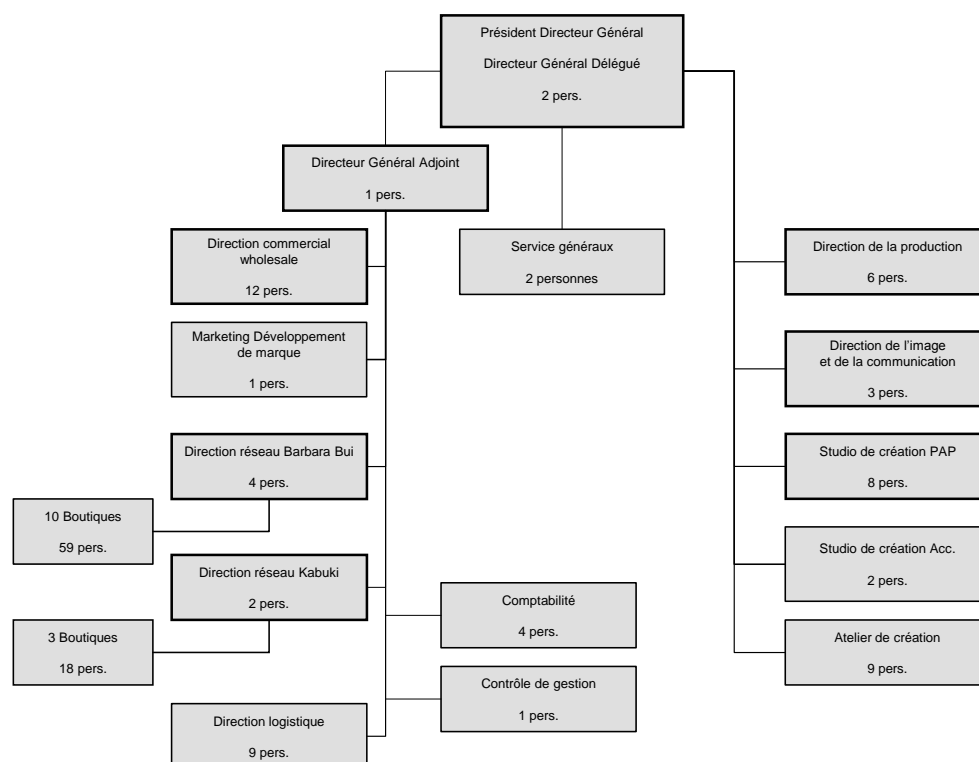 Président Directeur Général
Directeur Général Délégué
2 pers.
Directeur Général Adjoint
1 pers.
Direction commercial
wholesale
12 pers.
Service généraux
2 personnes
Direction de la production
6 pers.
Marketing Développement
de marque
1 pers.
Direction de l'image
et de la communication
3 pers.
Direction réseau Barbara Bui
4 pers.
Studio de création PAP
8 pers.
10 Boutiques
59 pers.
Studio de création Acc.
2 pers.
Direction réseau Kabuki
2 pers.
Comptabilité
4 pers.
3 Boutiques
18 pers.
Atelier de création
9 pers.
Contrôle de gestion
1 pers.
Direction logistique
9 pers.